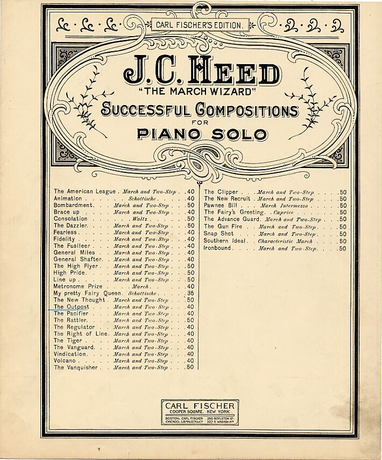 CARL FISCHER'S EDITION.
J. C. HEED
"THE MARCH WIZARD"
SUCCESSFUL COMPOSITIONS
FOR
PIANO SOLO
The American League. March and Two-Step . 40
Animation Schottische. 40
Bombardment. March and Two-Step . . 50
Brace up March and Two-Step . . 40
Consolation Waltz 50
The Dazzler. March and Two-Step . . 50
Fearless. March and Two-Step . . 40
Fidelity March and Two-Step . . 40
The Fusileer March and Two-Step . . 50
General Miles March and Two-Step . . 40
General Shafter. March and Two-Step . . 40
The High Flyer March and Two-Step . . 50
High Pride. March and Two-Step . . 50
Line up March and Two-Step . . 50
Metronome Prize March. 40
My pretty Fairy Queen Schottische. 35
The New Thought March and Two-Step . . 50
The Outpost March and Two-Step . . 40
The Pacifier March and Two-Step . . 40
The Rattler. March and Two-Step . . 50
The Regulator March and Two-Step . . 40
The Right of Line. March and Two-Step . . 40
The Tiger March and Two-Step . . 40
The Vanguard. March and Two-Step . . 40
Vindication. March and Two-Step . . 40
Volcano March and Two-Step . . 40
The Vanquisher March and Two-Step . . 50
The Clipper March and Two-Step . . . 50
The New Recruit March and Two-Step . . . 50
Pawnee Bill March Intermezzo . . . 50
The Fairy's Greeting. Caprice 50
The Advance Guard. March and Two-Step . . . 50
The Gun Fire March and Two-Step . . . 50
Snap Shot March and Two-Step . . . 50
Southern Ideal. Characteristic March . . . 50
Ironbound March and Two-Step . . . 50
CARL FISCHER
COOPER SQUARE, NEW YORK
BOSTON, CARL FISCHER